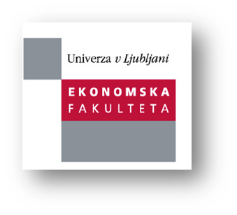 Univerza v Ljubljani
EKONOMSKA
FAKULTETA